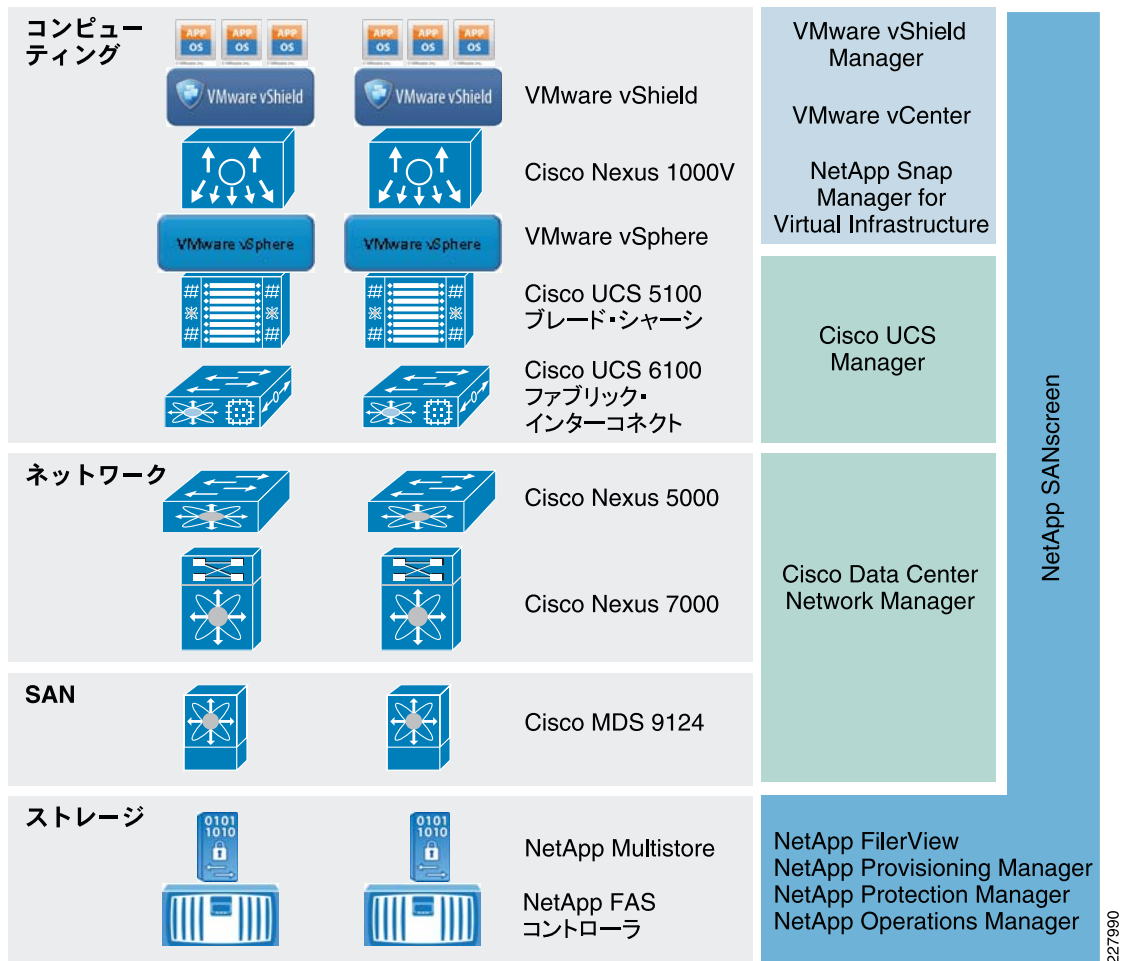 コンピュー
ティング
APP
OS
APP
OS
APP
OS
APP
OS
APP
OS
APP
OS
VMware vShield
VMware vShield
VMware vShield
Cisco Nexus 1000V
VMware vSphere
VMware vSphere
VMware vSphere
Cisco UCS 5100
ブレード・シャーシ
Cisco UCS 6100
ファブリック・
インターコネクト
VMware vShield
Manager
VMware vCenter
NetApp Snap
Manager for
Virtual Infrastructure
Cisco UCS
Manager
NetApp SANscreen
ネットワーク
Cisco Nexus 5000
Cisco Nexus 7000
Cisco Data Center
Network Manager
SAN
Cisco MDS 9124
ストレージ
0101
1010
0101
1010
NetApp Multistore
NetApp FAS
コントローラ
NetApp FilerView
NetApp Provisioning Manager
NetApp Protection Manager
NetApp Operations Manager
227990